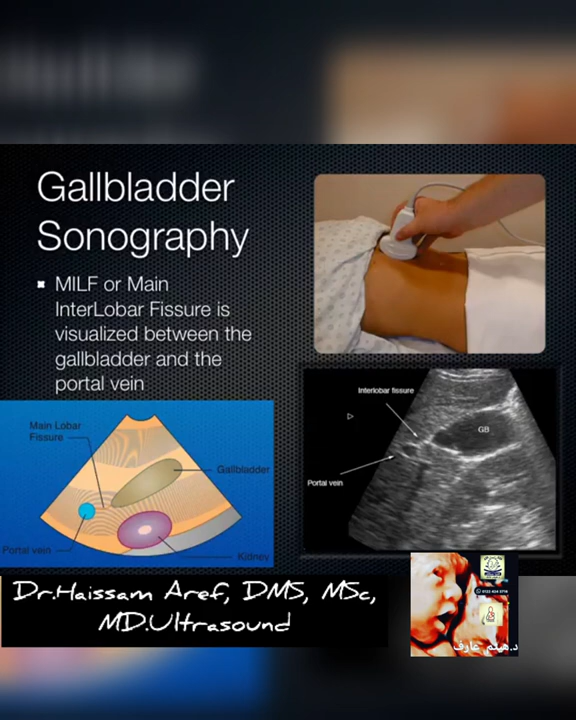 Gallbladder
Sonography
MILF or Main
InterLobar Fissure is
visualized between the
gallbladder and the
portal vein
Interlobar fissure
GB
Portal vein
Main Lobar
Fissure
Gallbladder
Portal vein
Kidney
Dr.Haissam Aref, DMS, MSc,
MD.Ultrasound
د.هيثم عارف